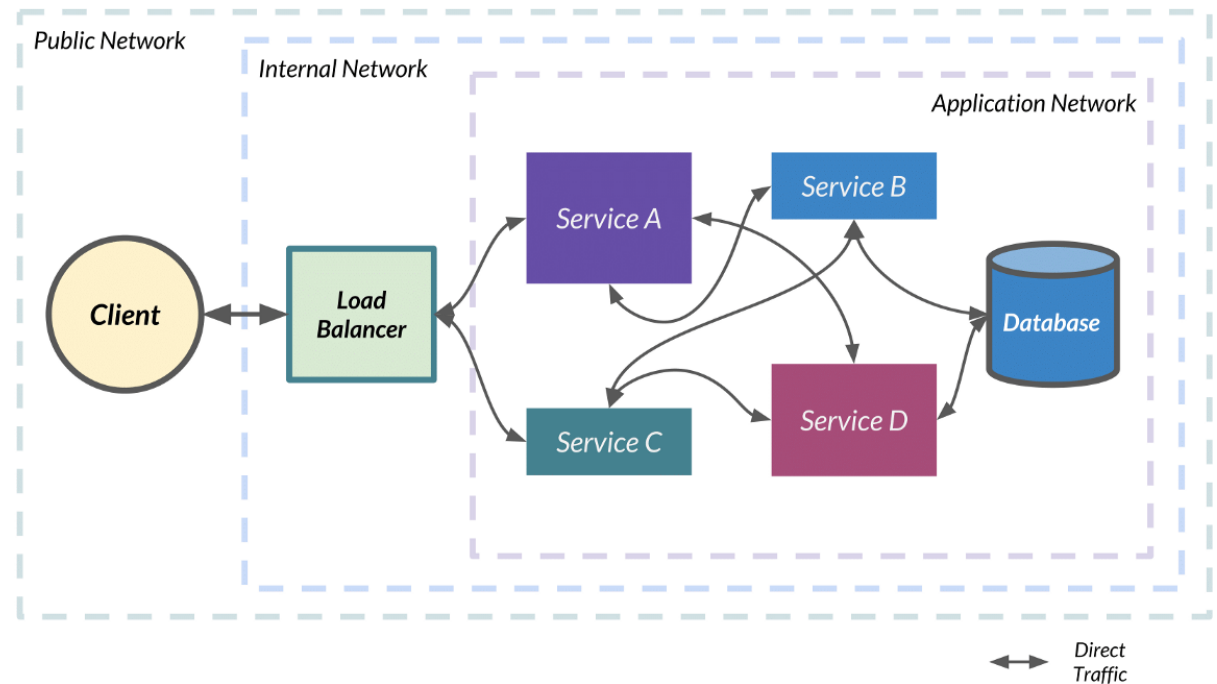 Public Network
Internal Network
Application Network
Service A
Service B
Client
Load
Balancer
Database
Service C
Service D
Direct
Traffic